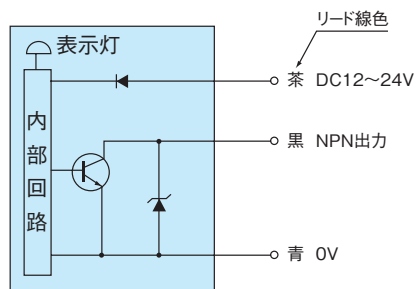 リード線色
表示灯
茶 DC12～24V
内部回路
黒 NPN出力
青 0V